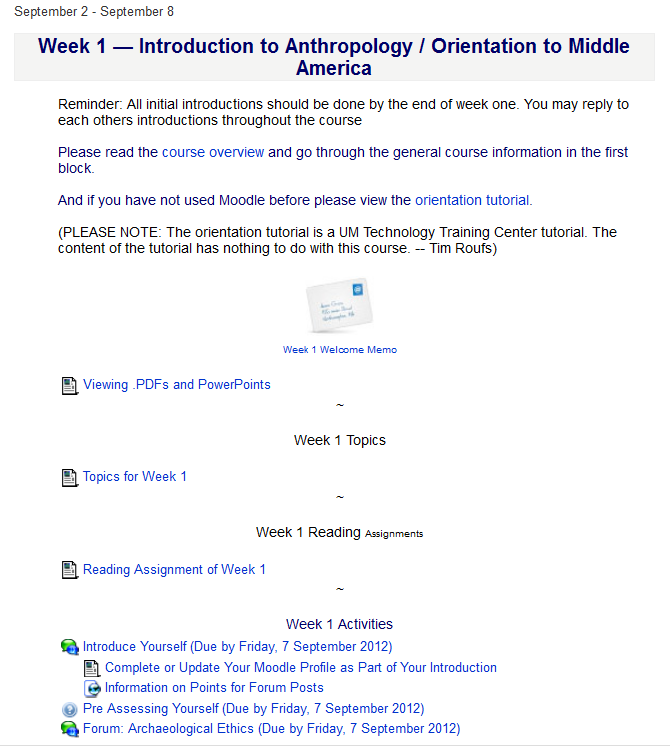 September 2 - September 8
Week 1 — Introduction to Anthropology / Orientation to Middle
America
Reminder: All initial introductions should be done by the end of week one. You may reply to
each others introductions throughout the course
Please read the course overview and go through the general course information in the first
block.
And if you have not used Moodle before please view the orientation tutorial.
(PLEASE NOTE: The orientation tutorial is a UM Technology Training Center tutorial. The
content of the tutorial has nothing to do with this course. -- Tim Roufs)
Week 1 Welcome Memo
Viewing .PDFs and PowerPoints
~
Week 1 Topics
Topics for Week 1
~
Week 1 Reading Assignments
Reading Assignment of Week 1
~
Week 1 Activities
Introduce Yourself (Due by Friday, 7 September 2012)
Complete or Update Your Moodle Profile as Part of Your Introduction
Information on Points for Forum Posts
Pre Assessing Yourself (Due by Friday, 7 September 2012)
Forum: Archaeological Ethics (Due by Friday, 7 September 2012)